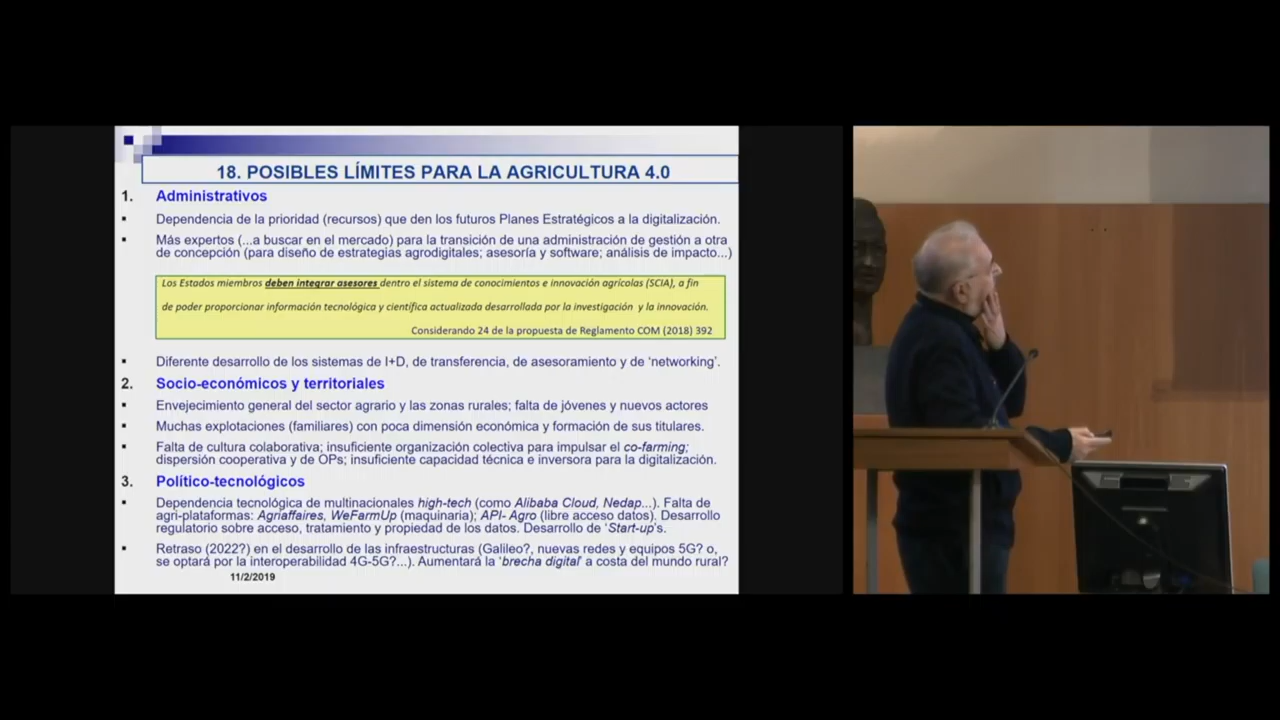 18. POSIBLES LÍMITES PARA LA AGRICULTURA 4.0
1. Administrativos
▪ Dependencia de la prioridad (recursos) que den los futuros Planes Estratégicos a la digitalización.
▪ Más expertos (...a buscar en el mercado) para la transición de una administración de gestión a otra
de concepción (para diseño de estrategias agrodigitales; asesoría y software; análisis de impacto...)
Los Estados miembros deben integrar asesores dentro el sistema de conocimientos e innovación agrícolas (SCIA), a fin
de poder proporcionar información tecnológica y científica actualizada desarrollada por la investigación y la innovación.
Considerando 24 de la propuesta de Reglamento COM (2018) 392
▪ Diferente desarrollo de los sistemas de I+D, de transferencia, de asesoramiento y de ‘networking’.
2. Socio-económicos y territoriales
▪ Envejecimiento general del sector agrario y las zonas rurales; falta de jóvenes y nuevos actores
▪ Muchas explotaciones (familiares) con poca dimensión económica y formación de sus titulares.
▪ Falta de cultura colaborativa; insuficiente organización colectiva para impulsar el co-farming;
dispersión cooperativa y de OPs; insuficiente capacidad técnica e inversora para la digitalización.
3. Político-tecnológicos
▪ Dependencia tecnológica de multinacionales high-tech (como Alibaba Cloud, Nedap...). Falta de
agri-plataformas: Agriaffaires, WeFarmUp (maquinaria); API- Agro (libre acceso datos). Desarrollo
regulatorio sobre acceso, tratamiento y propiedad de los datos. Desarrollo de ‘Start-up’s.
▪ Retraso (2022?) en el desarrollo de las infraestructuras (Galileo?, nuevas redes y equipos 5G? o,
se optará por la interoperabilidad 4G-5G?...). Aumentará la ‘brecha digital’ a costa del mundo rural?
11/2/2019